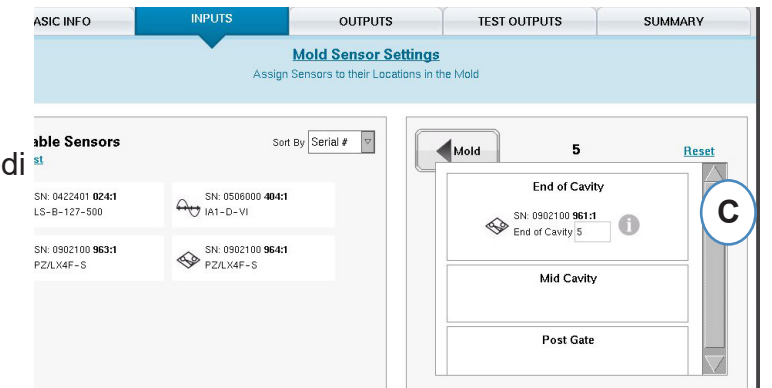 ASIC INFO
INPUTS
OUTPUTS
TEST OUTPUTS
SUMMARY
Mold Sensor Settings
Assign Sensors to their Locations in the Mold
di
able Sensors
st
Sort By Serial #
SN: 0422401 024:1
LS-B-127-500
SN: 0506000 404:1
IA1-D-VI
SN: 0902100 963:1
PZ/LX4F-S
SN: 0902100 964:1
PZ/LX4F-S
Mold
5
Reset
End of Cavity
SN: 0902100 961:1
End of Cavity 5
i
Mid Cavity
Post Gate
C